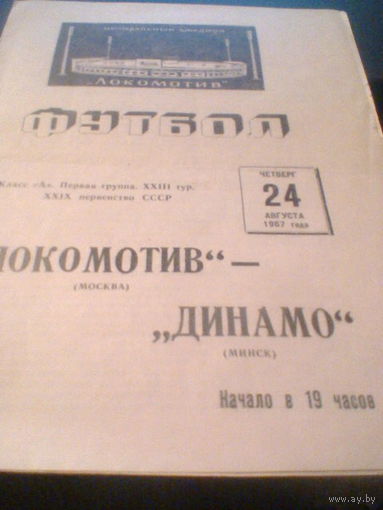 ЦЕНТРАЛЬНЫЙ СТАДИОН
„ЛОКОМОТИВ"
ФУТБОЛ
Класс «А». Первая группа. XXIII тур.
XXIX первенство СССР
ЧЕТВЕРГ
24
АВГУСТА
1967 года
ЛОКОМОТИВ“ —
(МОСКВА)
„ДИНАМО“
(МИНСК)
Начало в 19 часов
www.ay.by